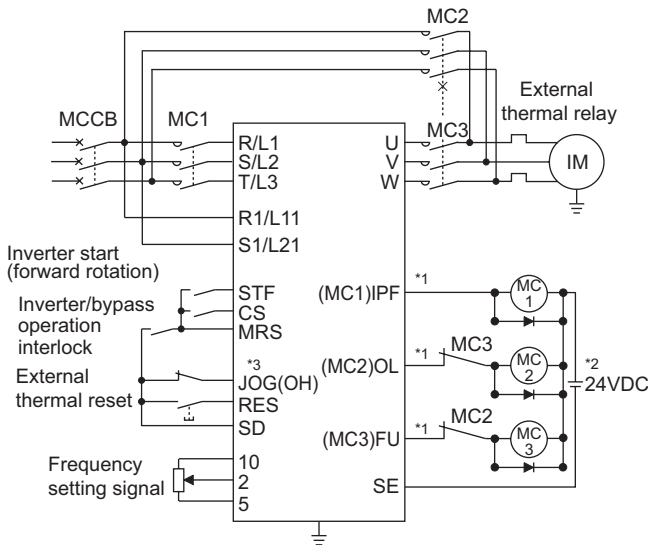 MC2
External
thermal relay
MCCB
MC1
MC3
R/L1
S/L2
T/L3
R1/L11
S1/L21
U
V
W
IM
Inverter start
(forward rotation)
Inverter/bypass
operation
interlock
External
thermal reset
STF
CS
MRS
*3
JOG(OH)
RES
SD
Frequency
setting signal
10
2
5
(MC1)IPF
*1
MC
1
(MC2)OL
*1
MC3
MC
2
*2
24VDC
(MC3)FU
*1
MC2
MC
3
SE